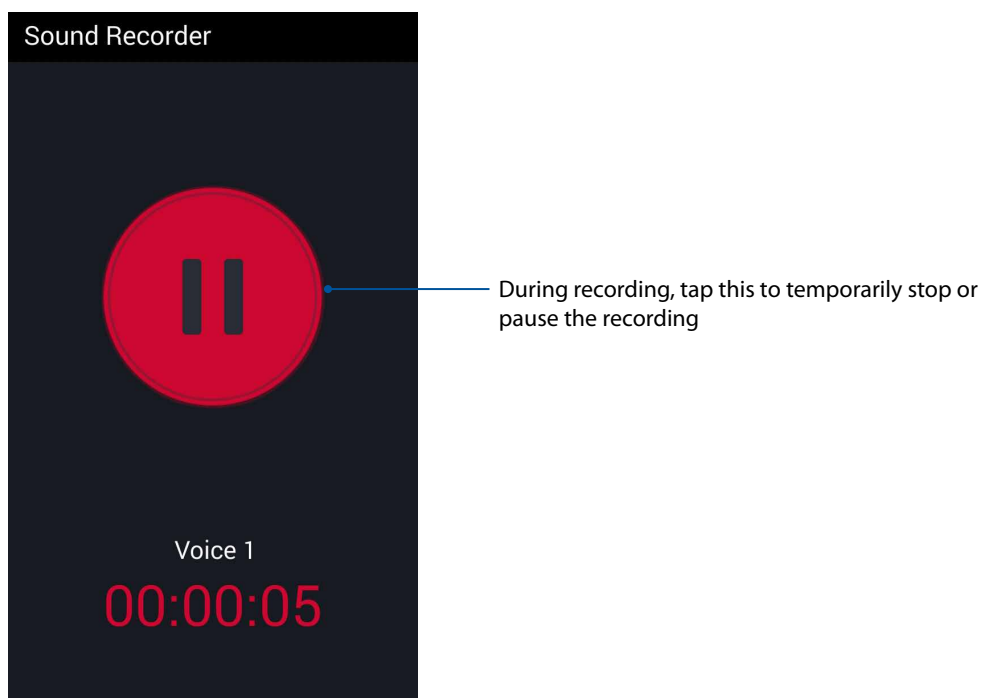 Sound Recorder
During recording, tap this to temporarily stop or
pause the recording
Voice 1
00:00:05